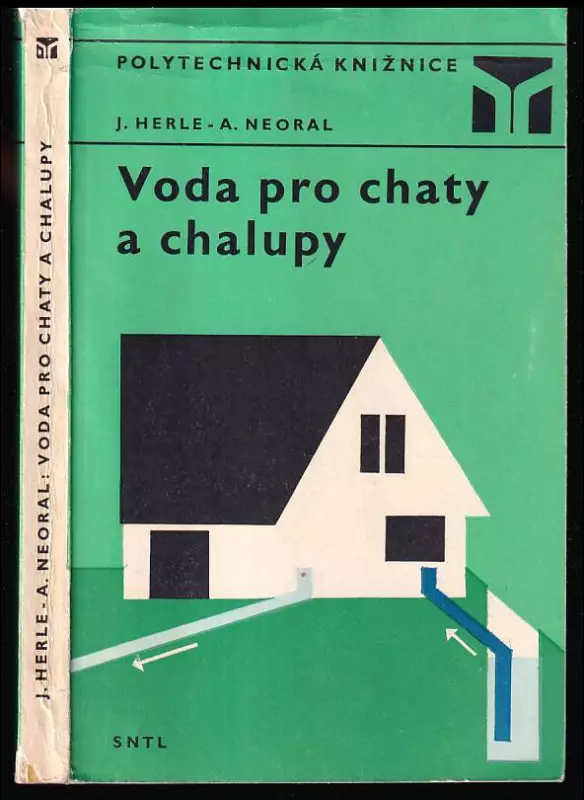 J. HERLE - A. NEORAL: VODA PRO CHATY A CHALUPY
POLYTECHNICKÁ KNIŽNICE
J. HERLE - A. NEORAL
Voda pro chaty
a chalupy
SNTL